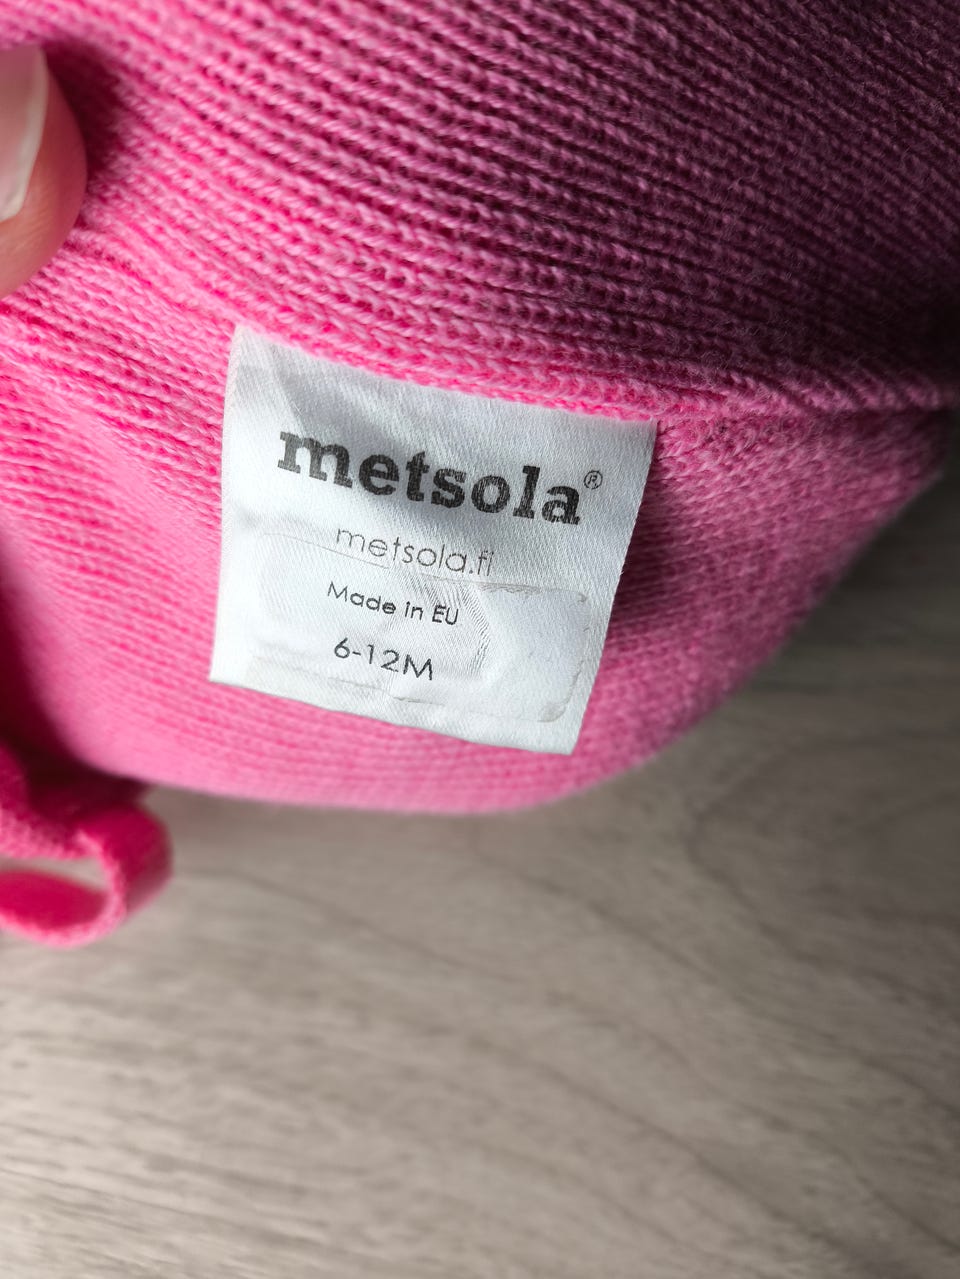 metsola®
metsola.fi
Made in EU
6-12M